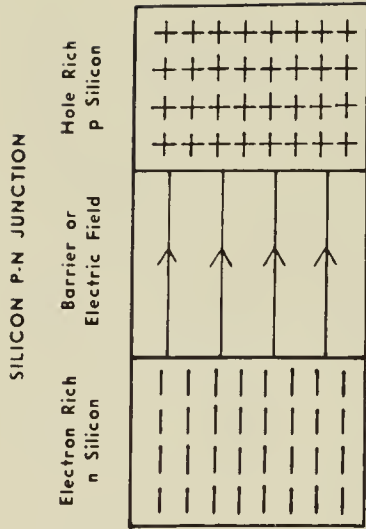 SILICON P-N JUNCTION
Electron Rich
n Silicon
Barrier or
Electric Field
Hole Rich
p Silicon